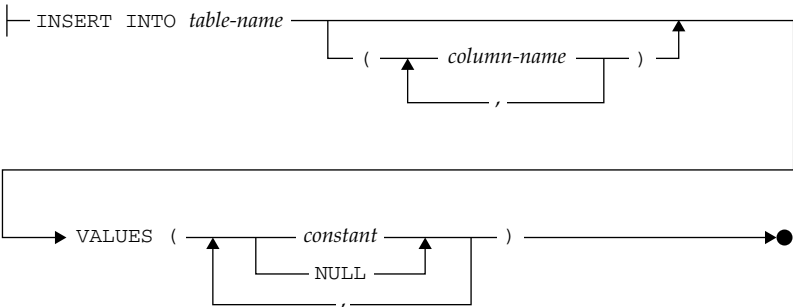 INSERT INTO table-name
( column-name )
,
VALUES ( constant )
NULL
,